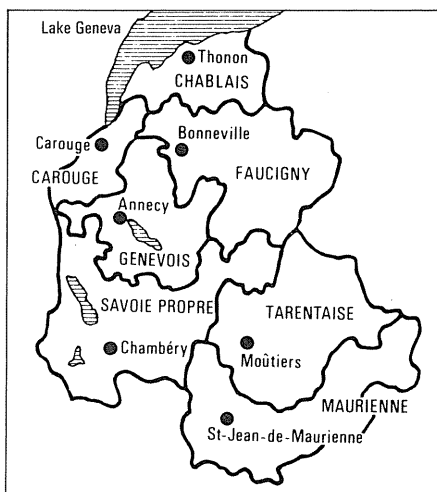 Lake Geneva
Thonon
CHABLAIS
Carouge
Bonneville
CAROUGE
FAUCIGNY
Annecy
GENEVOIS
SAVOIE PROPRE
TARENTAISE
Chambéry
Moûtiers
MAURIENNE
St-Jean-de-Maurienne